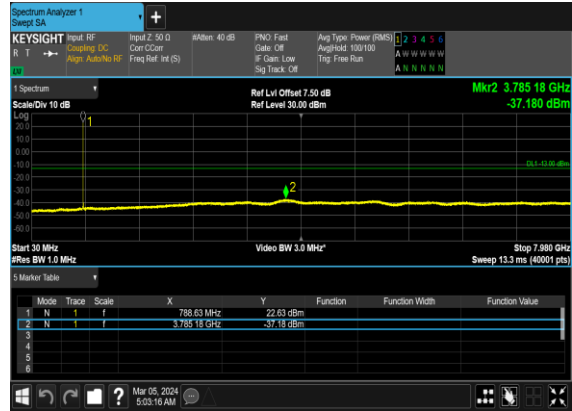 Spectrum Analyzer 1
Swept SA
+
KEYSIGHT Input: RF Input Z: 50 Ω #Atten: 40 dB PNO: Fast Avg Type: Power (RMS) 1 2 3 4 5 6
R T Coupling: DC Corr CCorr Gate: Off Avg|Hold: 100/100 A W W W W W
Align: Auto/No RF Freq Ref: Int (S) IF Gain: Low Trig: Free Run
Sig Track: Off A N N N N N
1 Spectrum Ref Lvl Offset 7.50 dB Mkr2 3.785 18 GHz
Scale/Div 10 dB Ref Level 30.00 dBm -37.180 dBm
Log
20.0
10.0
0.00
-10.0
-20.0
-30.0
-40.0
-50.0
-60.0
1
2
DL1 -13.00 dBm
Start 30 MHz Video BW 3.0 MHz* Stop 7.980 GHz
#Res BW 1.0 MHz Sweep 13.3 ms (40001 pts)
5 Marker Table
Mode Trace Scale X Y Function Function Width Function Value
1 N 1 f 788.63 MHz 22.63 dBm
2 N 1 f 3.785 18 GHz -37.18 dBm
3
4
5
6
? Mar 05, 2024
5:03:16 AM